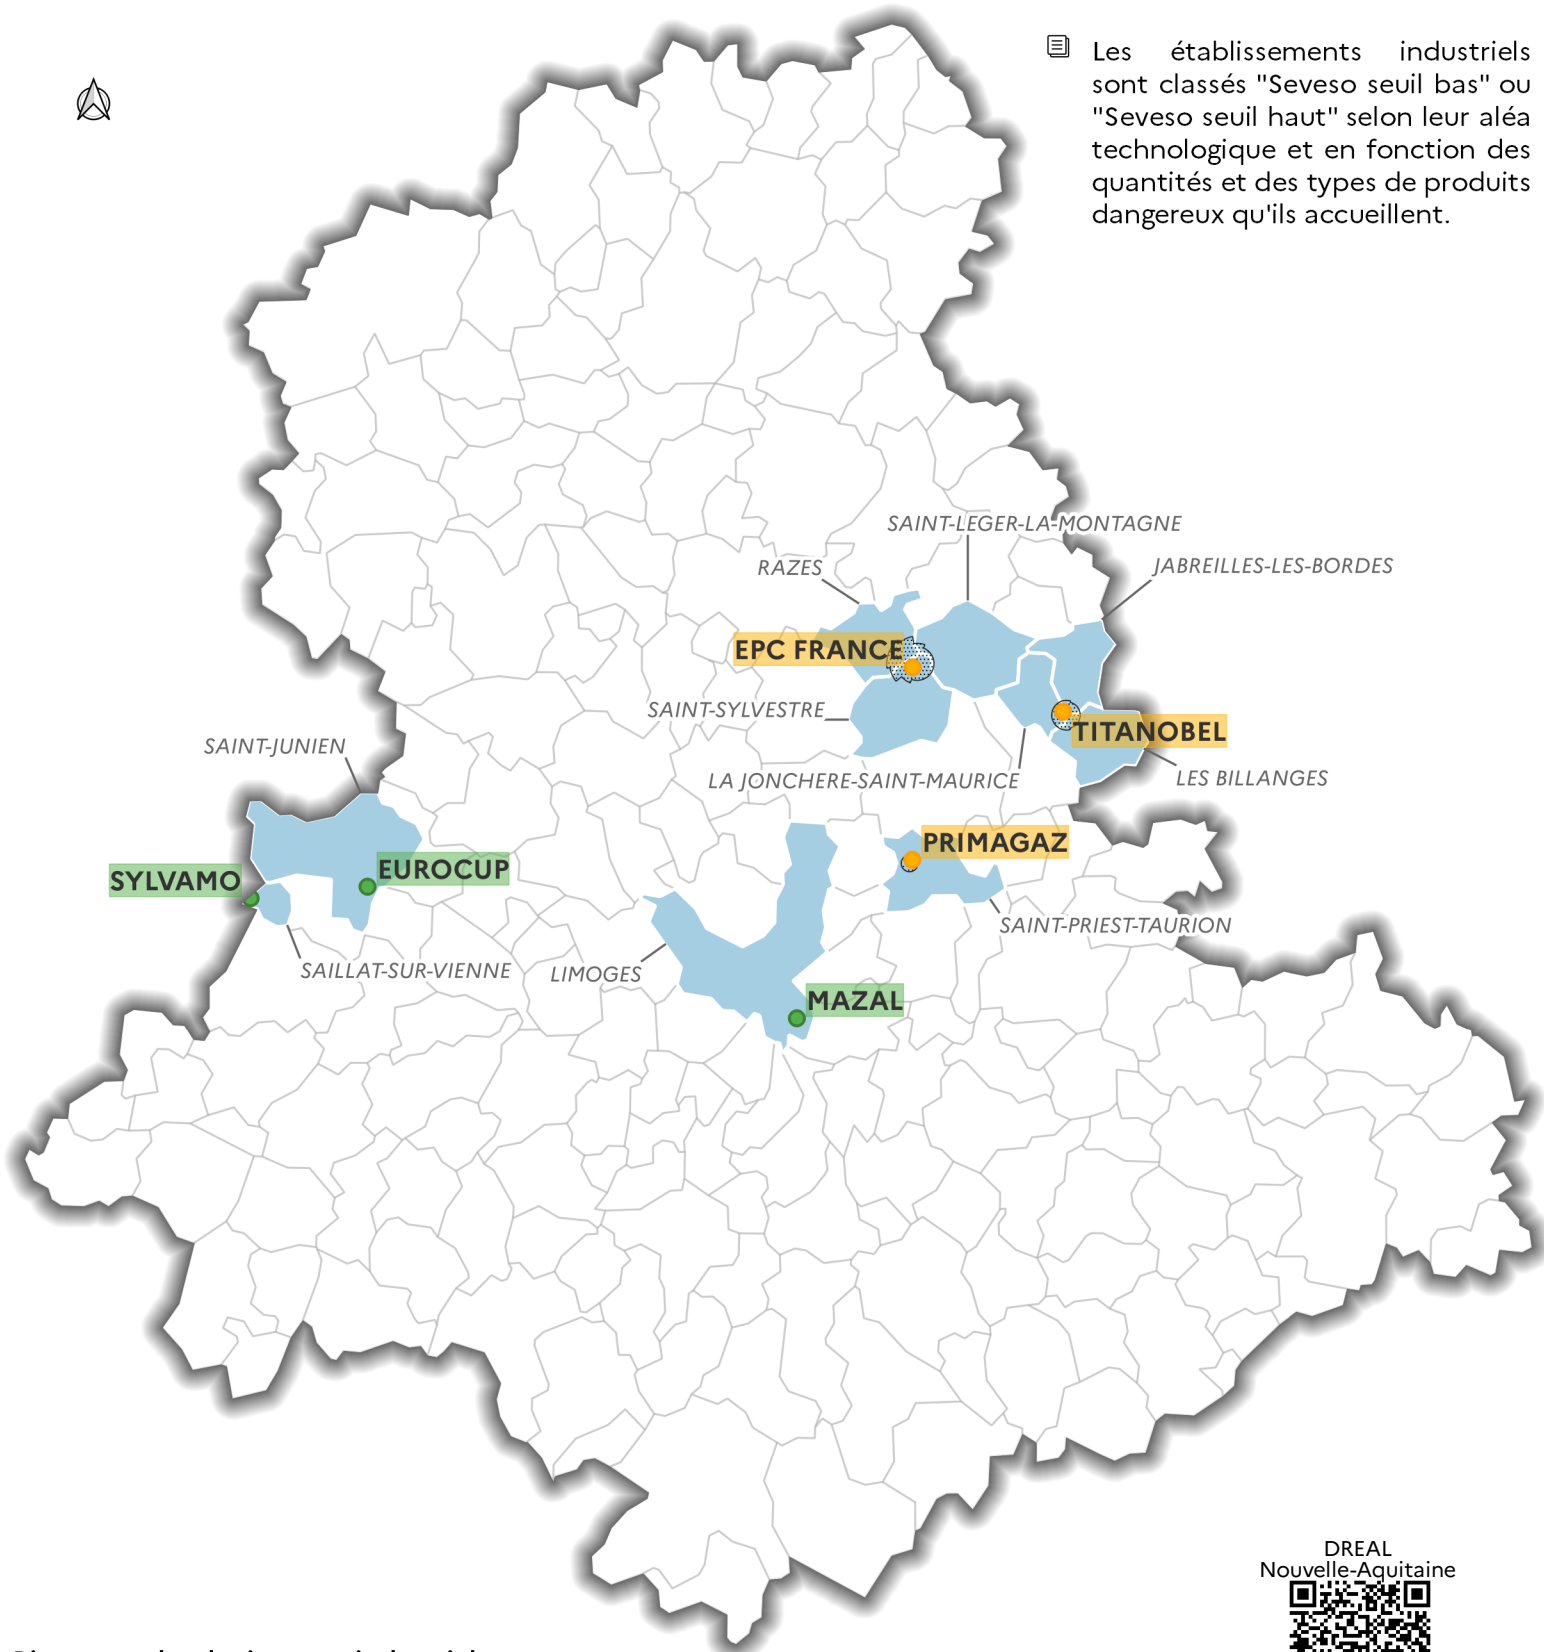 Les établissements industriels
sont classés "Seveso seuil bas" ou
"Seveso seuil haut" selon leur aléa
technologique et en fonction des
quantités et des types de produits
dangereux qu'ils accueillent.
SAINT-LEGER-LA-MONTAGNE
RAZES
JABREILLES-LES-BORDES
EPC FRANCE
SAINT-SYLVESTRE
TITANOBEL
SAINT-JUNIEN
LA JONCHERE-SAINT-MAURICE
LES BILLANGES
PRIMAGAZ
EUROCUP
SYLVAMO
SAINT-PRIEST-TAURION
SAILLAT-SUR-VIENNE
LIMOGES
MAZAL
DREAL
Nouvelle-Aquitaine